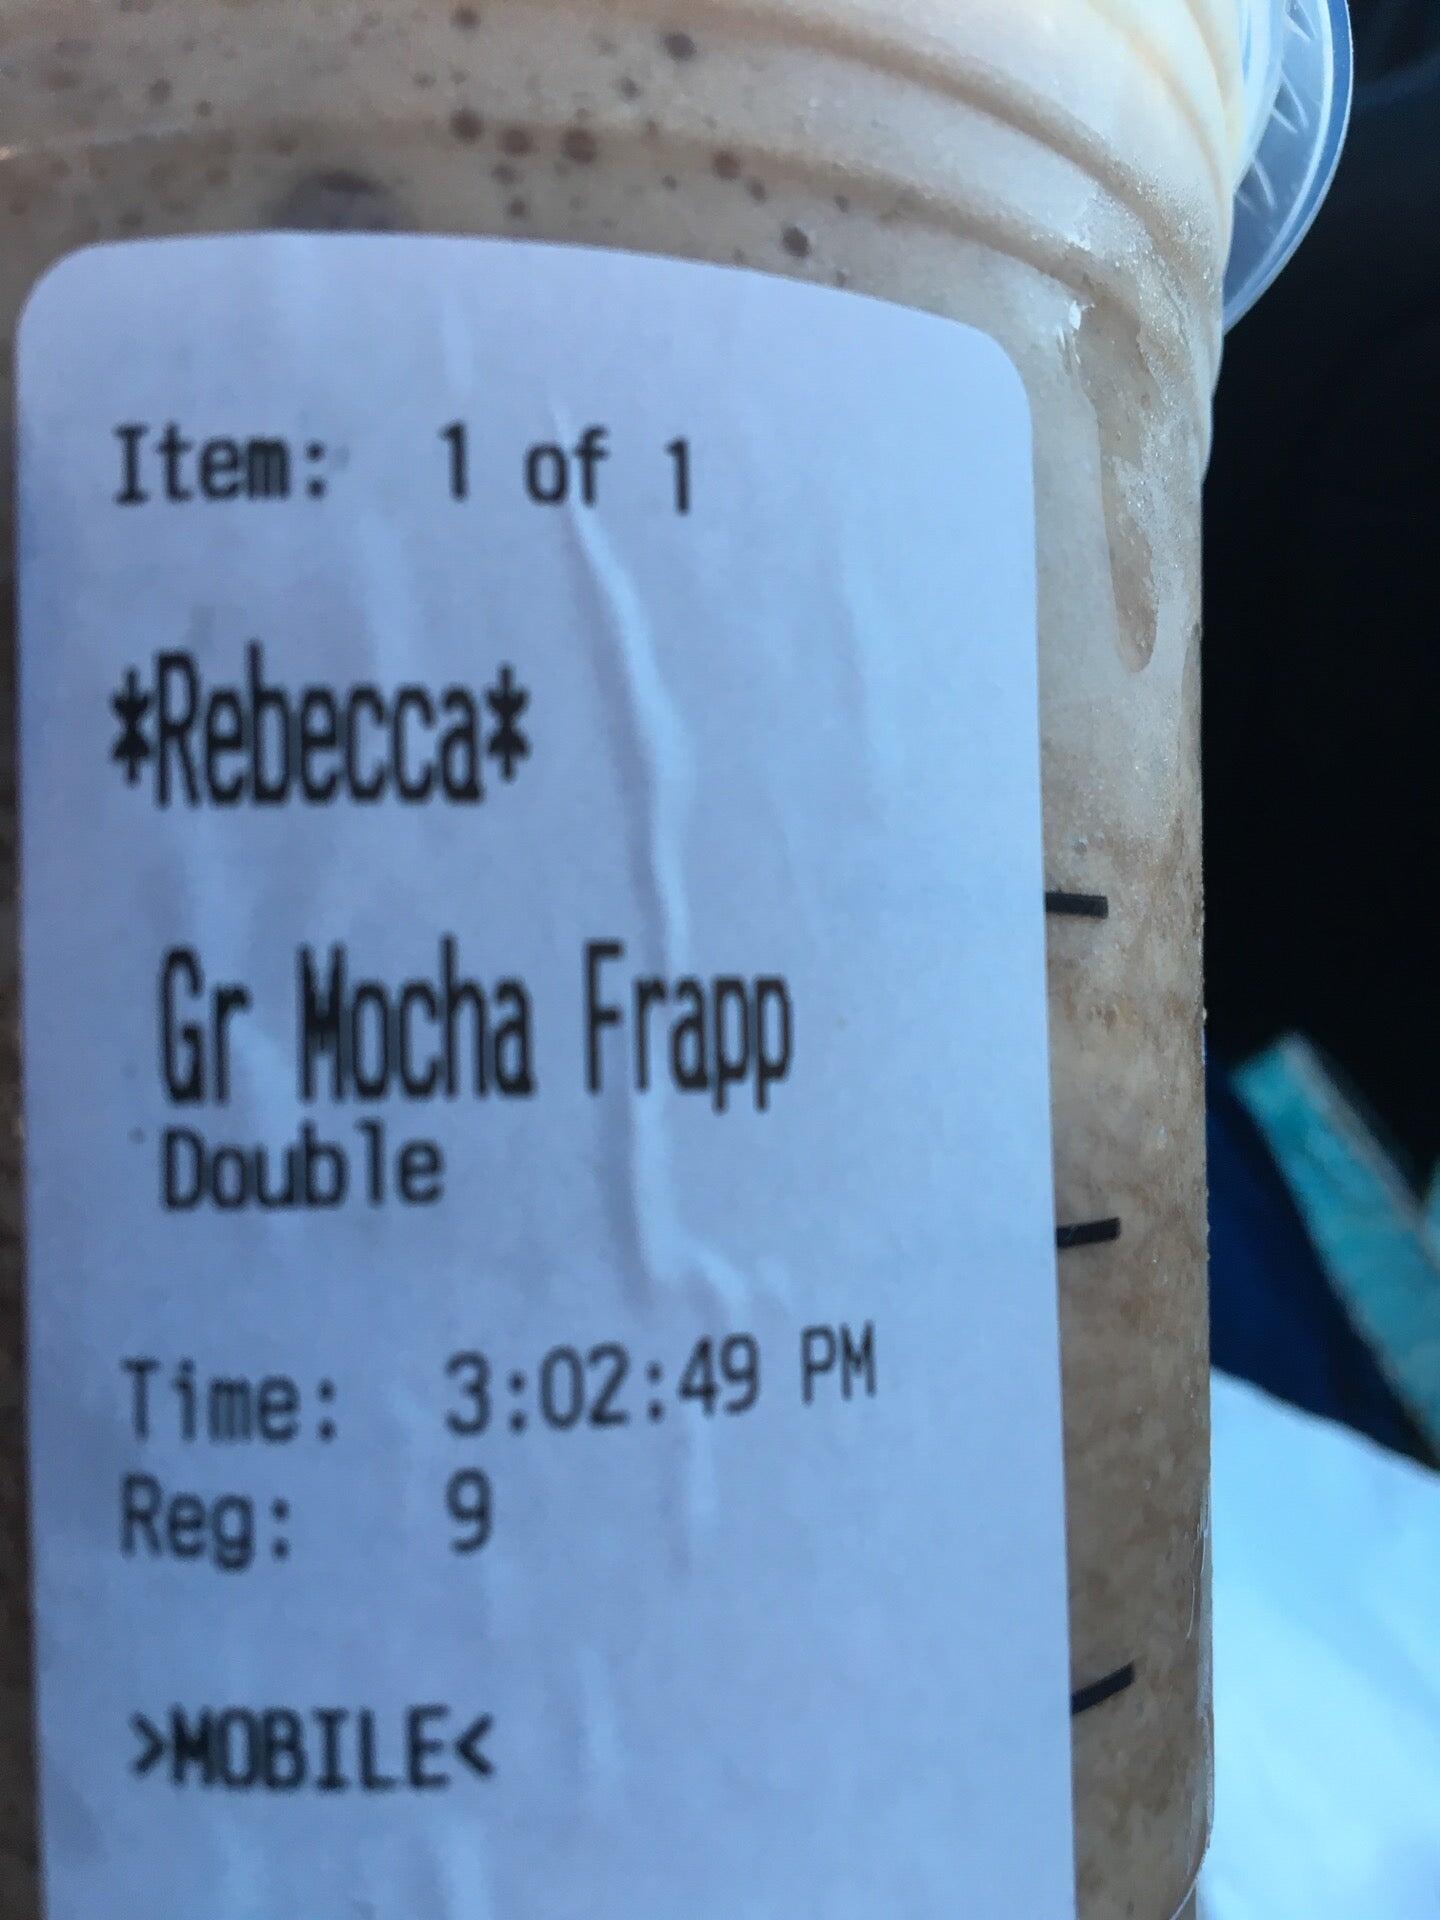 Item: 1 of 1
*Rebecca*
Gr Mocha Frapp
Double
Time: 3:02:49 PM
Reg: 9
>MOBILE<